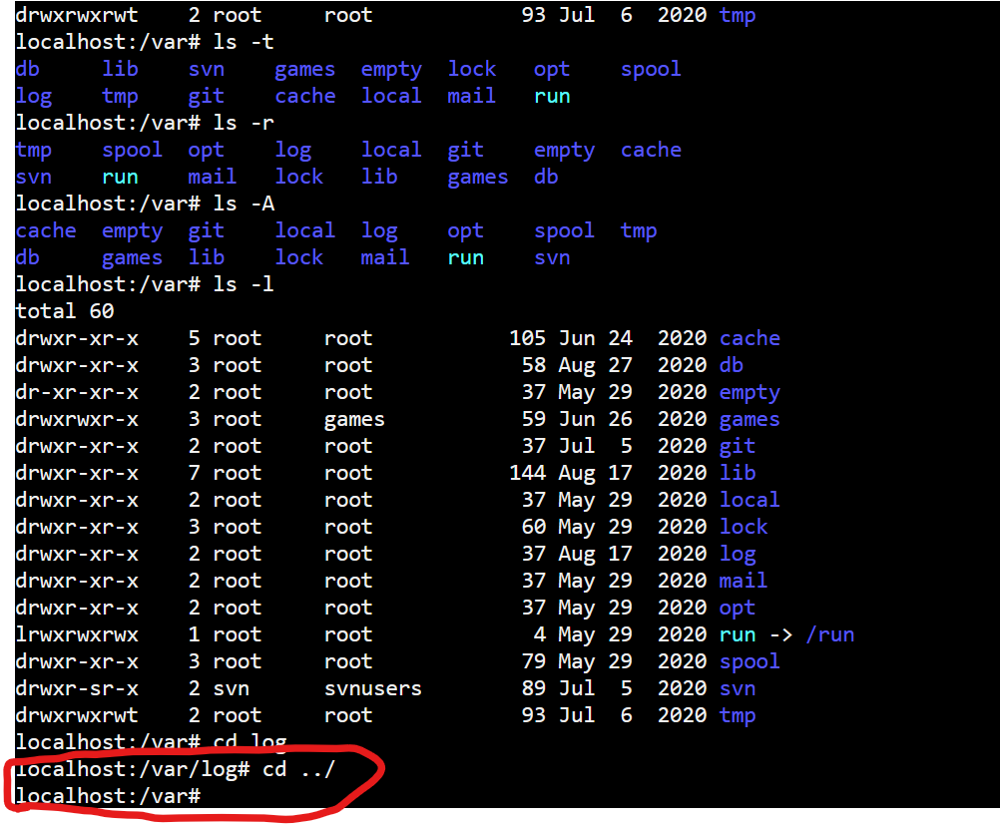 drwxrwxrwt    2 root     root            93 Jul  6  2020 tmp
localhost:/var# ls -t
db     lib    svn    games  empty  lock   opt    spool
log    tmp    git    cache  local  mail   run
localhost:/var# ls -r
tmp    spool  opt    log    local  git    empty  cache
svn    run    mail   lock   lib    games  db
localhost:/var# ls -A
cache  empty  git    local  log    opt    spool  tmp
db     games  lib    lock   mail   run    svn
localhost:/var# ls -l
total 60
drwxr-xr-x    5 root     root           105 Jun 24  2020 cache
drwxr-xr-x    3 root     root            58 Aug 27  2020 db
dr-xr-xr-x    2 root     root            37 May 29  2020 empty
drwxrwxr-x    3 root     games           59 Jun 26  2020 games
drwxr-xr-x    2 root     root            37 Jul  5  2020 git
drwxr-xr-x    7 root     root           144 Aug 17  2020 lib
drwxr-xr-x    2 root     root            37 May 29  2020 local
drwxr-xr-x    3 root     root            60 May 29  2020 lock
drwxr-xr-x    2 root     root            37 Aug 17  2020 log
drwxr-xr-x    2 root     root            37 May 29  2020 mail
drwxr-xr-x    2 root     root            37 May 29  2020 opt
lrwxrwxrwx    1 root     root             4 May 29  2020 run -> /run
drwxr-xr-x    3 root     root            79 May 29  2020 spool
drwxr-sr-x    2 svn      svnusers        89 Jul  5  2020 svn
drwxrwxrwt    2 root     root            93 Jul  6  2020 tmp
localhost:/var# cd log
localhost:/var/log# cd ../
localhost:/var#